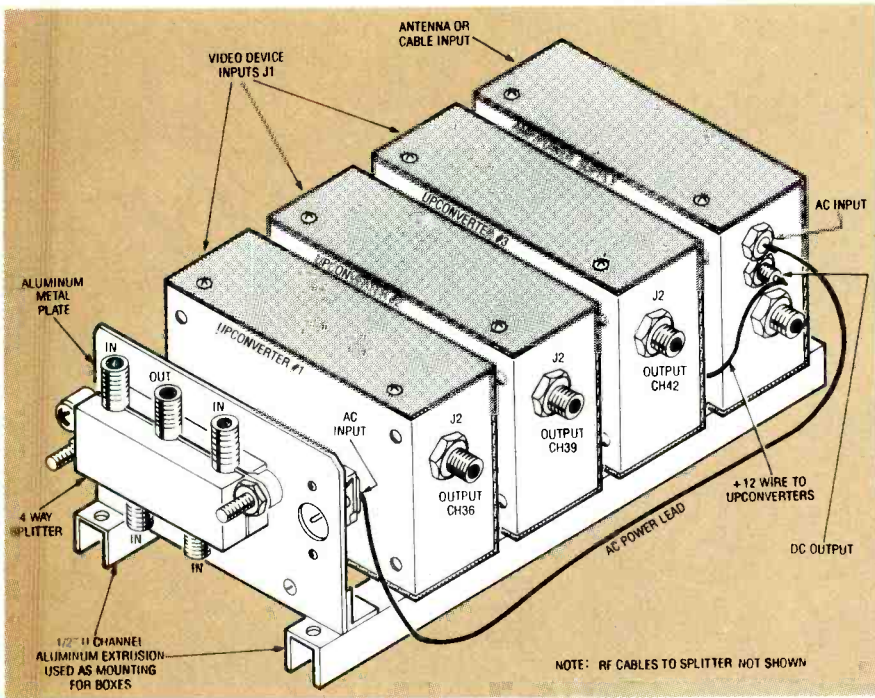 ANTENNA OR
CABLE INPUT
VIDEO DEVICE
INPUTS J1
AC INPUT
UPCONVERTER #3
UPCONVERTER
UPCONVERTER #1
ALUMINUM
METAL
PLATE
IN
OUT
IN
AC
INPUT
J2
OUTPUT
CH36
J2
OUTPUT
CH39
J2
OUTPUT
CH42
+12 WIRE TO
UPCONVERTERS
DC OUTPUT
AC POWER LEAD
4 WAY
SPLITTER
IN
IN
1/2" U CHANNEL
ALUMINUM EXTRUSION
USED AS MOUNTING
FOR BOXES
NOTE: RF CABLES TO SPLITTER NOT SHOWN